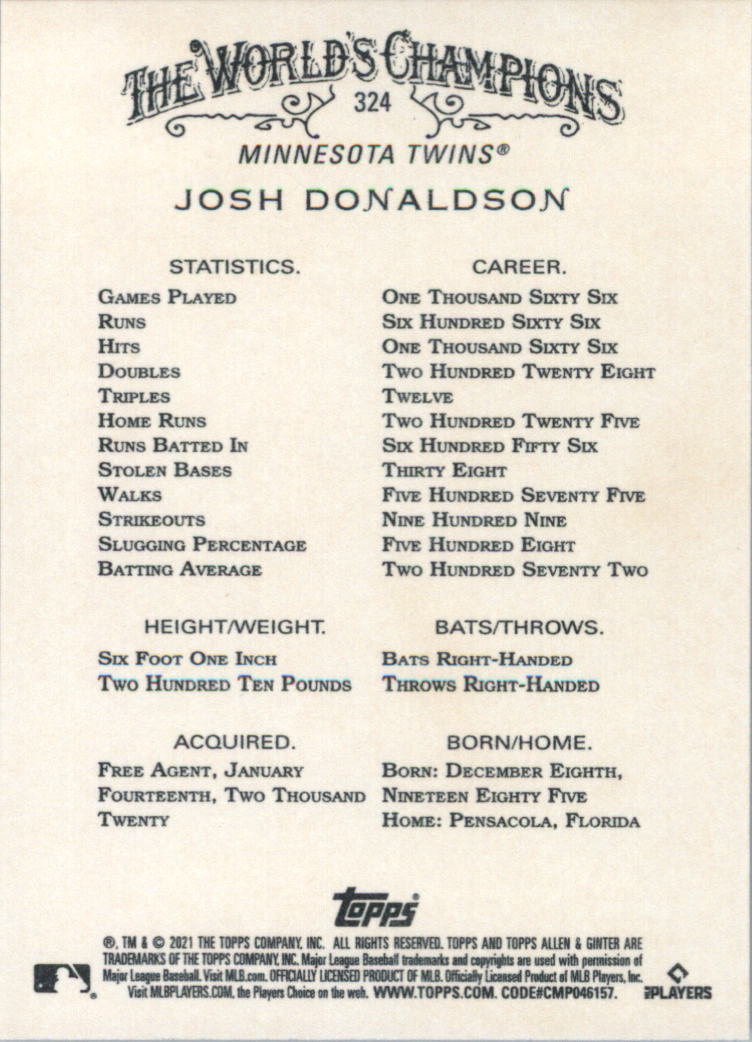 THE WORLD'S CHAMPIONS
324
MINNESOTA TWINS®
JOSH DONALDSON
STATISTICS. CAREER.
GAMES PLAYED ONE THOUSAND SIXTY SIX
RUNS SIX HUNDRED SIXTY SIX
HITS ONE THOUSAND SIXTY SIX
DOUBLES TWO HUNDRED TWENTY EIGHT
TRIPLES TWELVE
HOME RUNS TWO HUNDRED TWENTY FIVE
RUNS BATTED IN SIX HUNDRED FIFTY SIX
STOLEN BASES THIRTY EIGHT
WALKS FIVE HUNDRED SEVENTY FIVE
STRIKEOUTS NINE HUNDRED NINE
SLUGGING PERCENTAGE FIVE HUNDRED EIGHT
BATTING AVERAGE TWO HUNDRED SEVENTY TWO
HEIGHT/WEIGHT. BATS/THROWS.
SIX FOOT ONE INCH BATS RIGHT-HANDED
TWO HUNDRED TEN POUNDS THROWS RIGHT-HANDED
ACQUIRED. BORN/HOME.
FREE AGENT, JANUARY BORN: DECEMBER EIGHTH,
FOURTEENTH, TWO THOUSAND NINETEEN EIGHTY FIVE
TWENTY HOME: PENSACOLA, FLORIDA
topps®
®, TM & © 2021 THE TOPPS COMPANY, INC. ALL RIGHTS RESERVED. TOPPS AND TOPPS ALLEN & GINTER ARE
TRADEMARKS OF THE TOPPS COMPANY, INC. Major League Baseball trademarks and copyrights are used with permission of
Major League Baseball. Visit MLB.com. OFFICIALLY LICENSED PRODUCT OF MLB. Officially Licensed Product of MLB Players, Inc.
Visit MLBPLAYERS.COM, the Players Choice on the web. WWW.TOPPS.COM. CODE#CMP046157.
®
PLAYERS